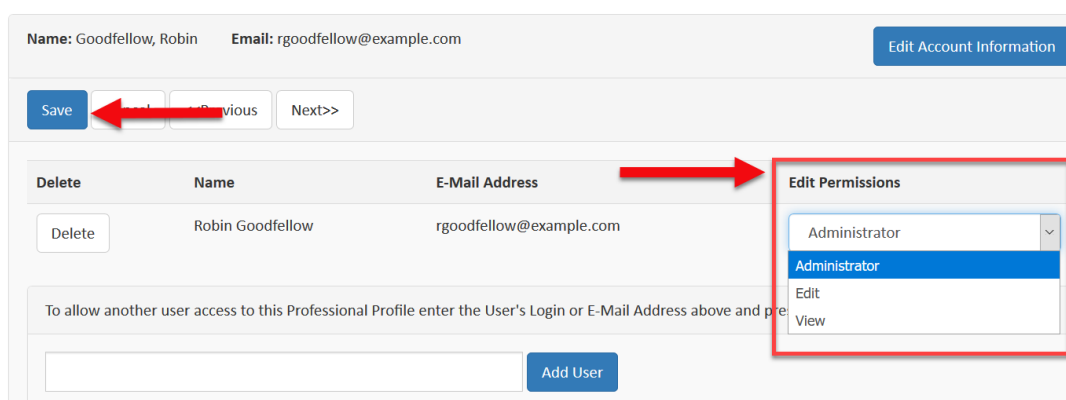 Name: Goodfellow, Robin Email: rgoodfellow@example.com
Edit Account Information
Save Next>>
Delete Name E-Mail Address Edit Permissions
Delete Robin Goodfellow rgoodfellow@example.com Administrator
Administrator
Edit
To allow another user access to this Professional Profile enter the User's Login or E-Mail Address above and
View
Add User